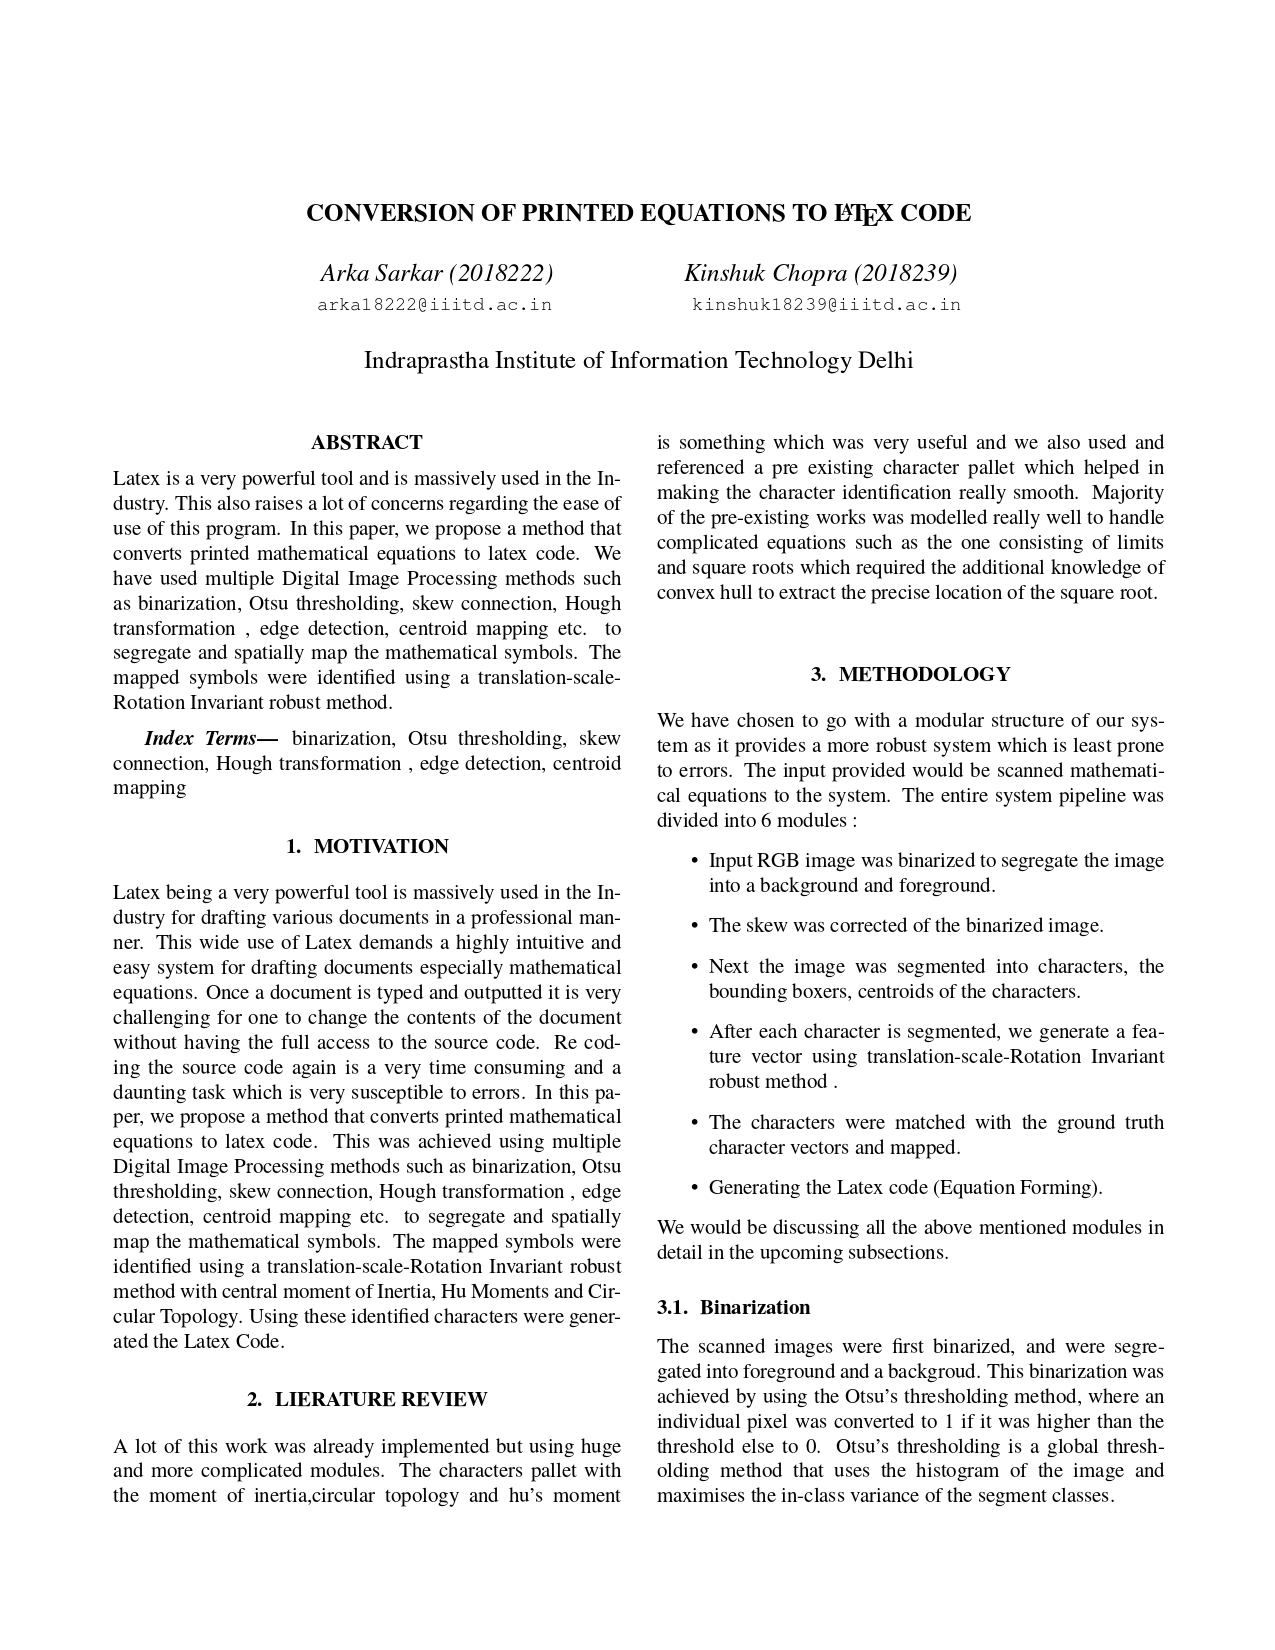 CONVERSION OF PRINTED EQUATIONS TO LATEX CODE
Arka Sarkar (2018222)
arka18222@iiitd.ac.in
Kinshuk Chopra (2018239)
kinshuk18239@iiitd.ac.in
Indraprastha Institute of Information Technology Delhi
ABSTRACT
Latex is a very powerful tool and is massively used in the In-
dustry. This also raises a lot of concerns regarding the ease of
use of this program. In this paper, we propose a method that
converts printed mathematical equations to latex code. We
have used multiple Digital Image Processing methods such
as binarization, Otsu thresholding, skew connection, Hough
transformation , edge detection, centroid mapping etc. to
segregate and spatially map the mathematical symbols. The
mapped symbols were identified using a translation-scale-
Rotation Invariant robust method.
Index Terms— binarization, Otsu thresholding, skew
connection, Hough transformation , edge detection, centroid
mapping
1. MOTIVATION
Latex being a very powerful tool is massively used in the In-
dustry for drafting various documents in a professional man-
ner. This wide use of Latex demands a highly intuitive and
easy system for drafting documents especially mathematical
equations. Once a document is typed and outputted it is very
challenging for one to change the contents of the document
without having the full access to the source code. Re cod-
ing the source code again is a very time consuming and a
daunting task which is very susceptible to errors. In this pa-
per, we propose a method that converts printed mathematical
equations to latex code. This was achieved using multiple
Digital Image Processing methods such as binarization, Otsu
thresholding, skew connection, Hough transformation , edge
detection, centroid mapping etc. to segregate and spatially
map the mathematical symbols. The mapped symbols were
identified using a translation-scale-Rotation Invariant robust
method with central moment of Inertia, Hu Moments and Cir-
cular Topology. Using these identified characters were gener-
ated the Latex Code.
2. LIERATURE REVIEW
A lot of this work was already implemented but using huge
and more complicated modules. The characters pallet with
the moment of inertia,circular topology and hu's moment
is something which was very useful and we also used and
referenced a pre existing character pallet which helped in
making the character identification really smooth. Majority
of the pre-existing works was modelled really well to handle
complicated equations such as the one consisting of limits
and square roots which required the additional knowledge of
convex hull to extract the precise location of the square root.
3. METHODOLOGY
We have chosen to go with a modular structure of our sys-
tem as it provides a more robust system which is least prone
to errors. The input provided would be scanned mathemati-
cal equations to the system. The entire system pipeline was
divided into 6 modules :
• Input RGB image was binarized to segregate the image
into a background and foreground.
• The skew was corrected of the binarized image.
• Next the image was segmented into characters, the
bounding boxers, centroids of the characters.
• After each character is segmented, we generate a fea-
ture vector using translation-scale-Rotation Invariant
robust method .
• The characters were matched with the ground truth
character vectors and mapped.
• Generating the Latex code (Equation Forming).
We would be discussing all the above mentioned modules in
detail in the upcoming subsections.
3.1. Binarization
The scanned images were first binarized, and were segre-
gated into foreground and a backgroud. This binarization was
achieved by using the Otsu's thresholding method, where an
individual pixel was converted to 1 if it was higher than the
threshold else to 0. Otsu's thresholding is a global thresh-
olding method that uses the histogram of the image and
maximises the in-class variance of the segment classes.